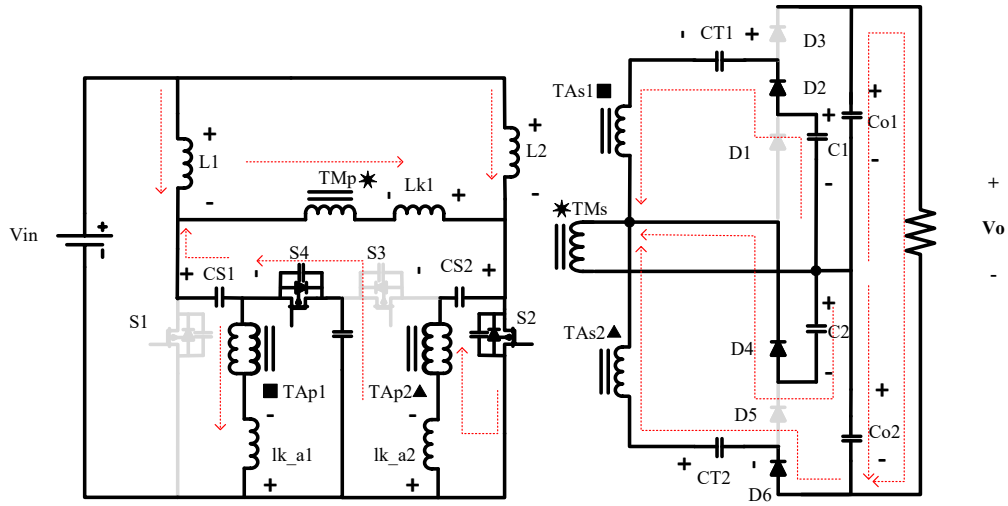 CT1
D3
D2
TAs1
Co1
C1
D1
L1
L2
TMp
Lk1
TMs
Vin
Vo
S4
S3
CS1
CS2
S1
S2
TAs2
C2
D4
TAp1
TAp2
D5
Co2
lk_a1
lk_a2
CT2
D6